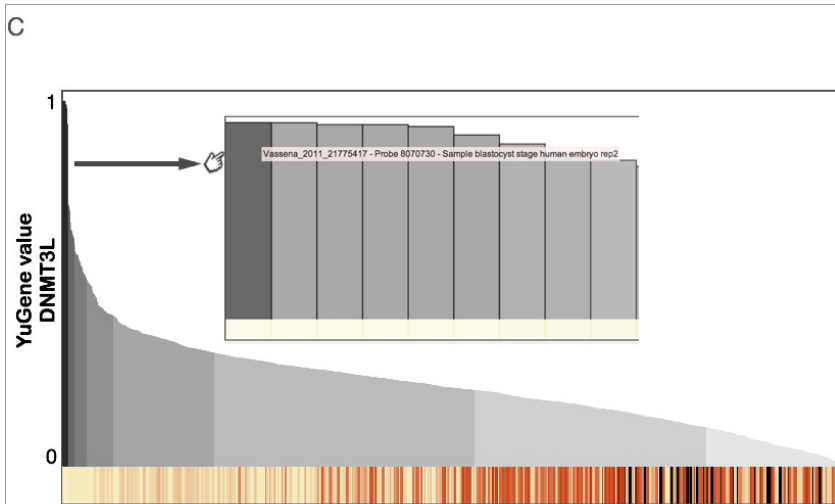 C
1
Vassena_2011_21775417 - Probe 8070730 - Sample blastocyst stage human embryo rep2
YuGene value
DNMT3L
0